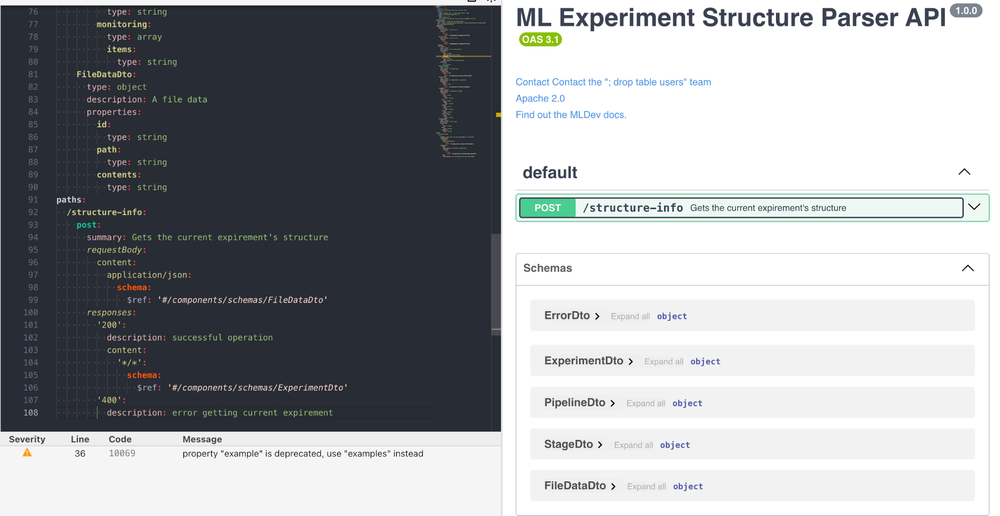 76 type: string
77 monitoring:
78 type: array
79 items:
80 type: string
81 FileDataDto:
82 type: object
83 description: A file data
84 properties:
85 id:
86 type: string
87 path:
88 type: string
89 contents:
90 type: string
91 paths:
92 /structure-info:
93 post:
94 summary: Gets the current expirement's structure
95 requestBody:
96 content:
97 application/json:
98 schema:
99 $ref: '#/components/schemas/FileDataDto'
100 responses:
101 '200':
102 description: successful operation
103 content:
104 '*/*':
105 schema:
106 $ref: '#/components/schemas/ExperimentDto'
107 '400':
108 description: error getting current expirement
Severity Line Code Message
36 10069 property "example" is deprecated, use "examples" instead
ML Experiment Structure Parser API 1.0.0
OAS 3.1
Contact Contact the "; drop table users" team
Apache 2.0
Find out the MLDev docs.
default
POST /structure-info Gets the current expirement's structure
Schemas
ErrorDto Expand all object
ExperimentDto Expand all object
PipelineDto Expand all object
StageDto Expand all object
FileDataDto Expand all object